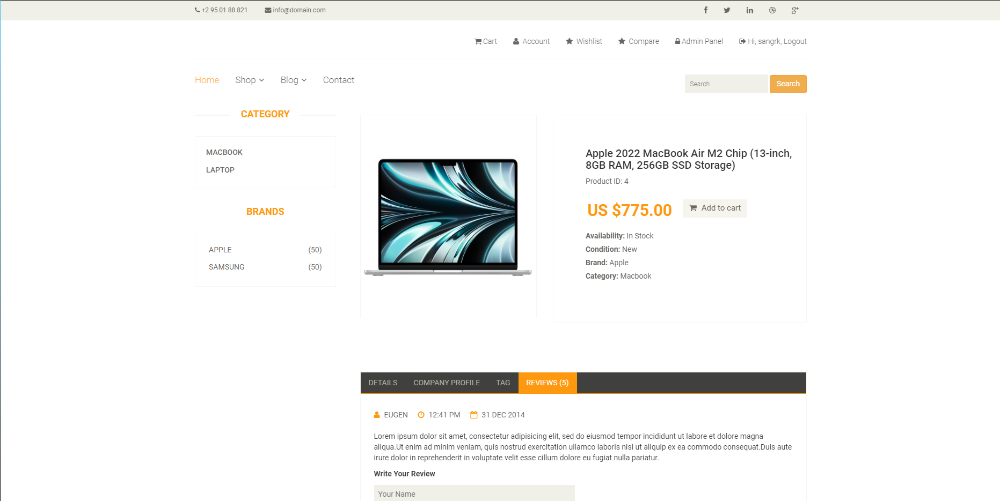 +2 95 01 88 821 info@domain.com
Cart Account Wishlist Compare Admin Panel Hi, sangrk, Logout
Home Shop Blog Contact
Search Search
CATEGORY
MACBOOK
LAPTOP
BRANDS
APPLE (50)
SAMSUNG (50)
Apple 2022 MacBook Air M2 Chip (13-inch,
8GB RAM, 256GB SSD Storage)
Product ID: 4
US $775.00 Add to cart
Availability: In Stock
Condition: New
Brand: Apple
Category: Macbook
DETAILS COMPANY PROFILE TAG REVIEWS (5)
EUGEN 12:41 PM 31 DEC 2014
Lorem ipsum dolor sit amet, consectetur adipisicing elit, sed do eiusmod tempor incididunt ut labore et dolore magna
aliqua.Ut enim ad minim veniam, quis nostrud exercitation ullamco laboris nisi ut aliquip ex ea commodo consequat.Duis aute
irure dolor in reprehenderit in voluptate velit esse cillum dolore eu fugiat nulla pariatur.
Write Your Review
Your Name